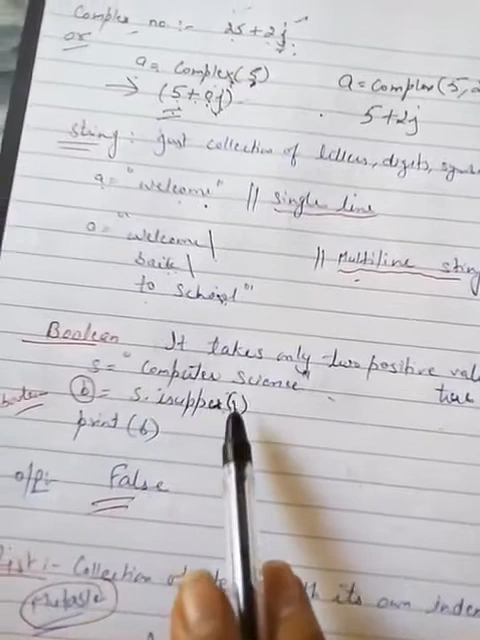 Complex no :- 25 + 2j
or
a = complex(5) a = complex(5, 2
→ (5 + 0j) 5 + 2j
String : just collection of letters, digits, symb
a = "welcome" // single line
a = "welcome\ // Multiline string
back\
to school"
Boolean It takes only two positive val
s = "Computer science" true
b = s.isupper()
print(b)
o/p:- False
List :- Collection of its own index